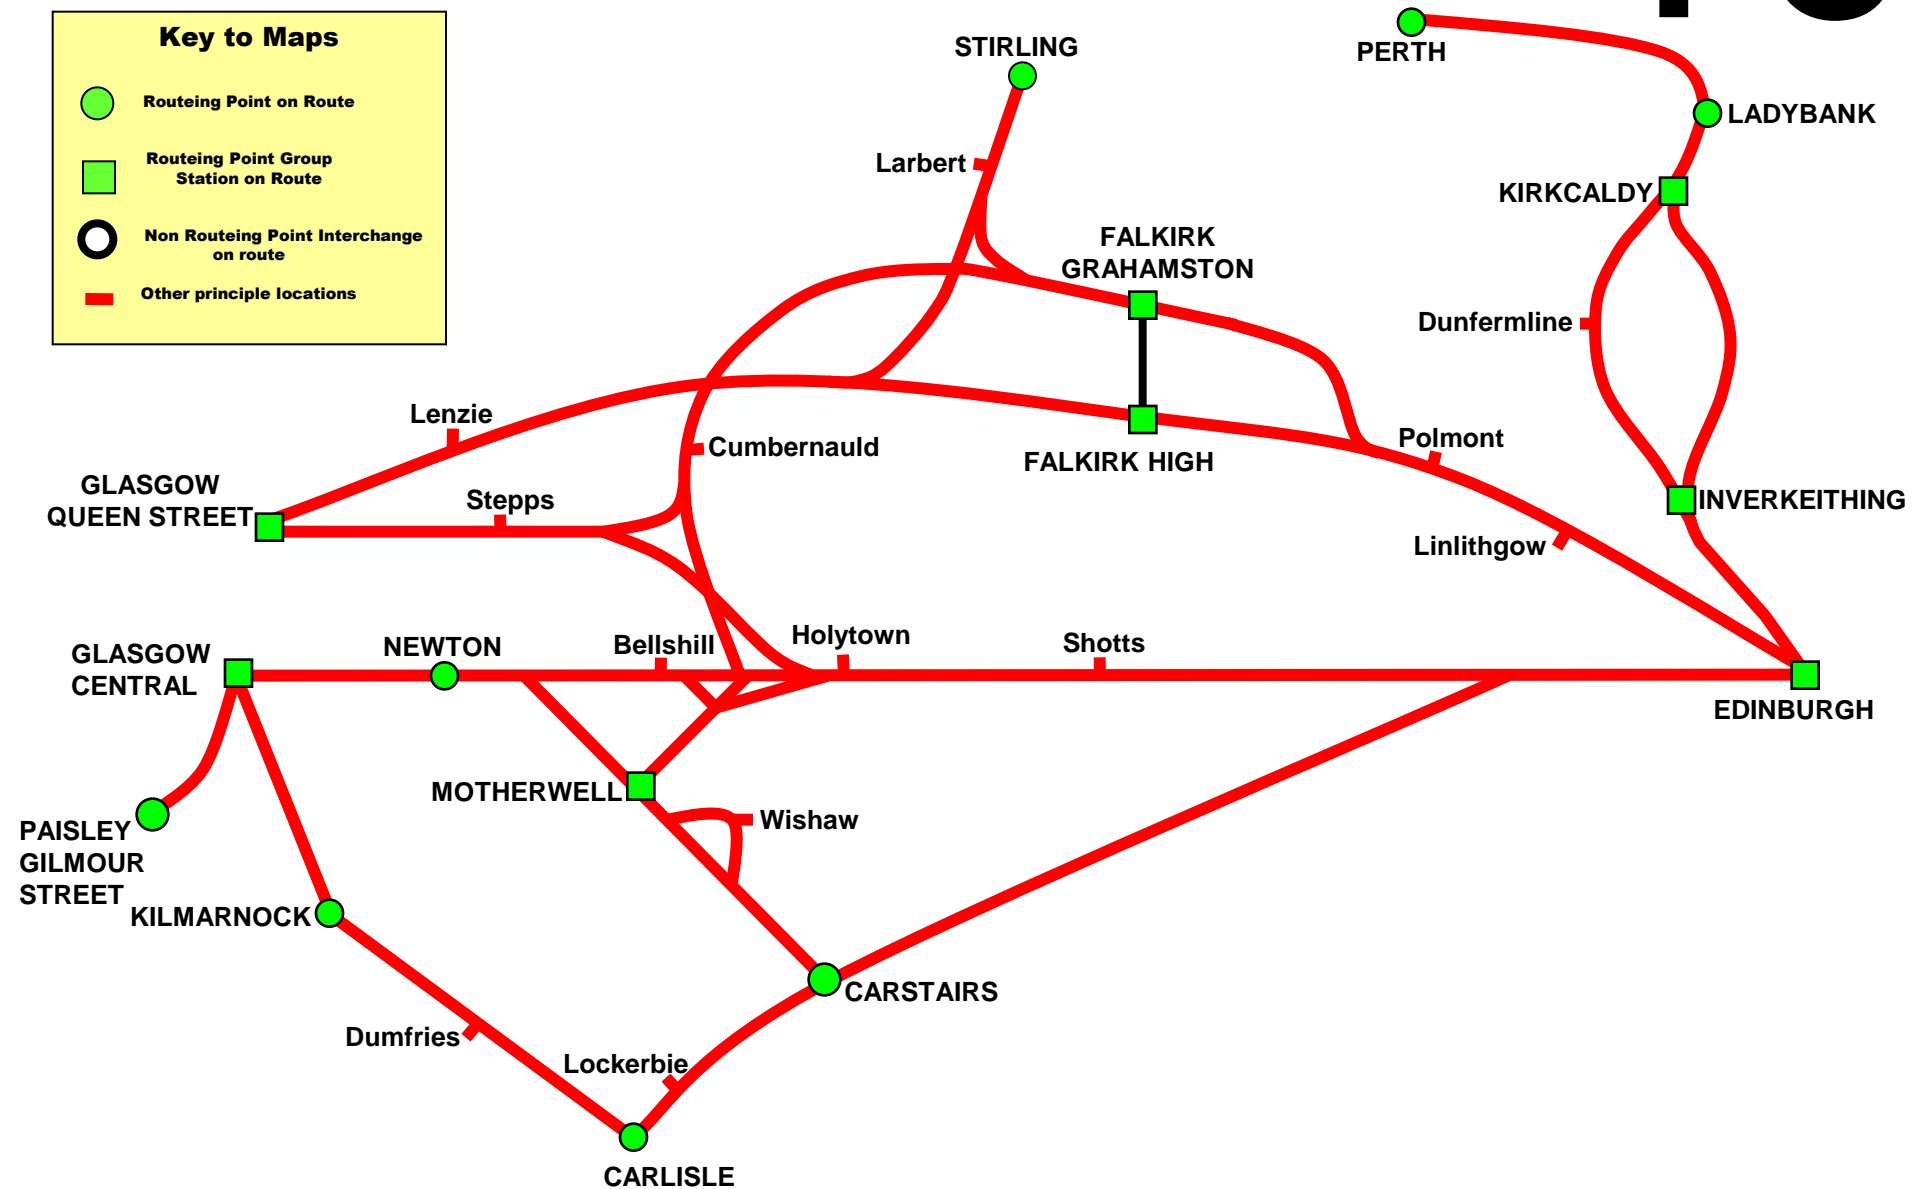 Key to Maps
Routeing Point on Route
Routeing Point Group
Station on Route
Non Routeing Point Interchange
on route
Other principle locations
STIRLING
PERTH
LADYBANK
Larbert
KIRKCALDY
FALKIRK
GRAHAMSTON
Dunfermline
Lenzie
Cumbernauld
Polmont
FALKIRK HIGH
GLASGOW
QUEEN STREET
Stepps
INVERKEITHING
Linlithgow
GLASGOW
CENTRAL
NEWTON
Bellshill
Holytown
Shotts
EDINBURGH
MOTHERWELL
Wishaw
PAISLEY
GILMOUR
STREET
KILMARNOCK
CARSTAIRS
Dumfries
Lockerbie
CARLISLE